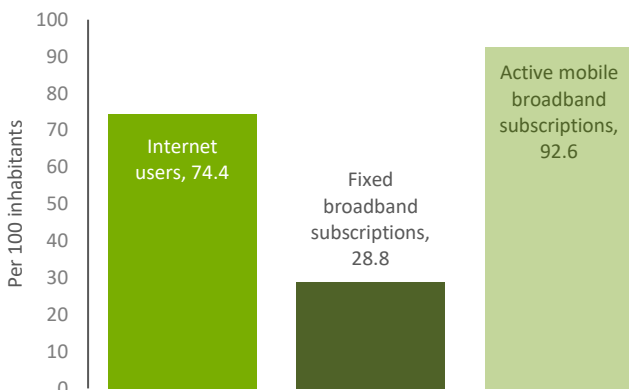 100
90
80
70
60
50
40
30
20
10
0
Per 100 inhabitants
Internet
users, 74.4
Fixed
broadband
subscriptions,
28.8
Active mobile
broadband
subscriptions,
92.6